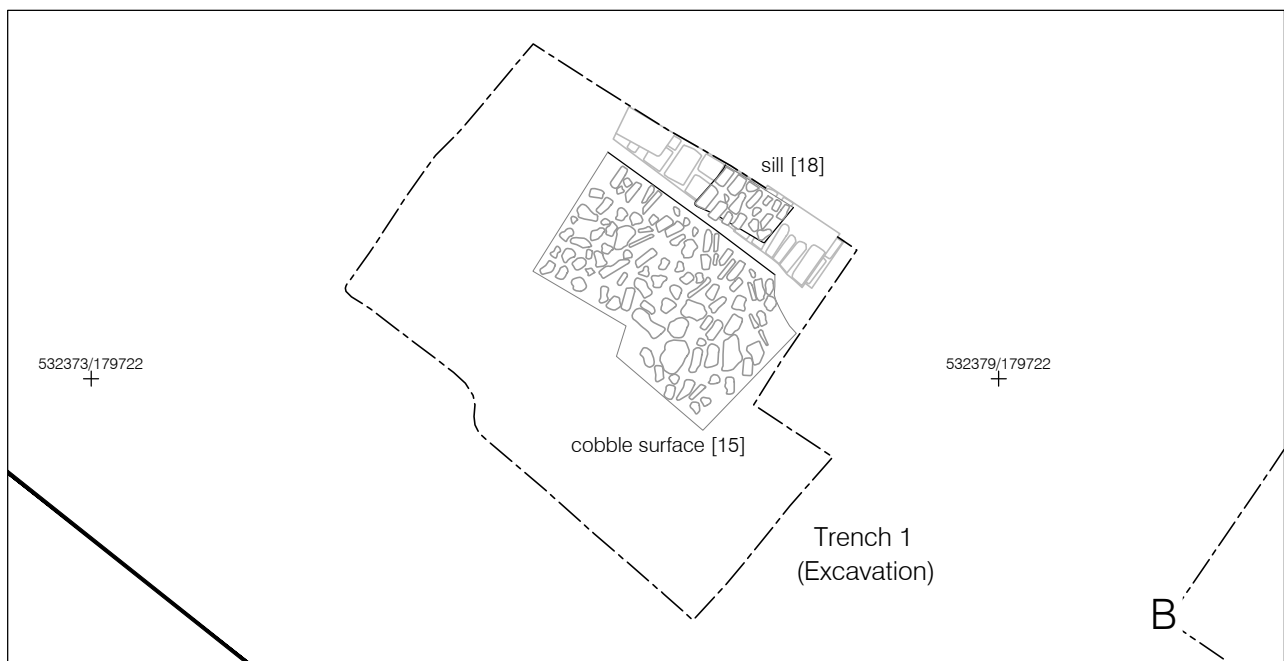 sill [18]
532373/179722
532379/179722
cobble surface [15]
Trench 1
(Excavation)
B